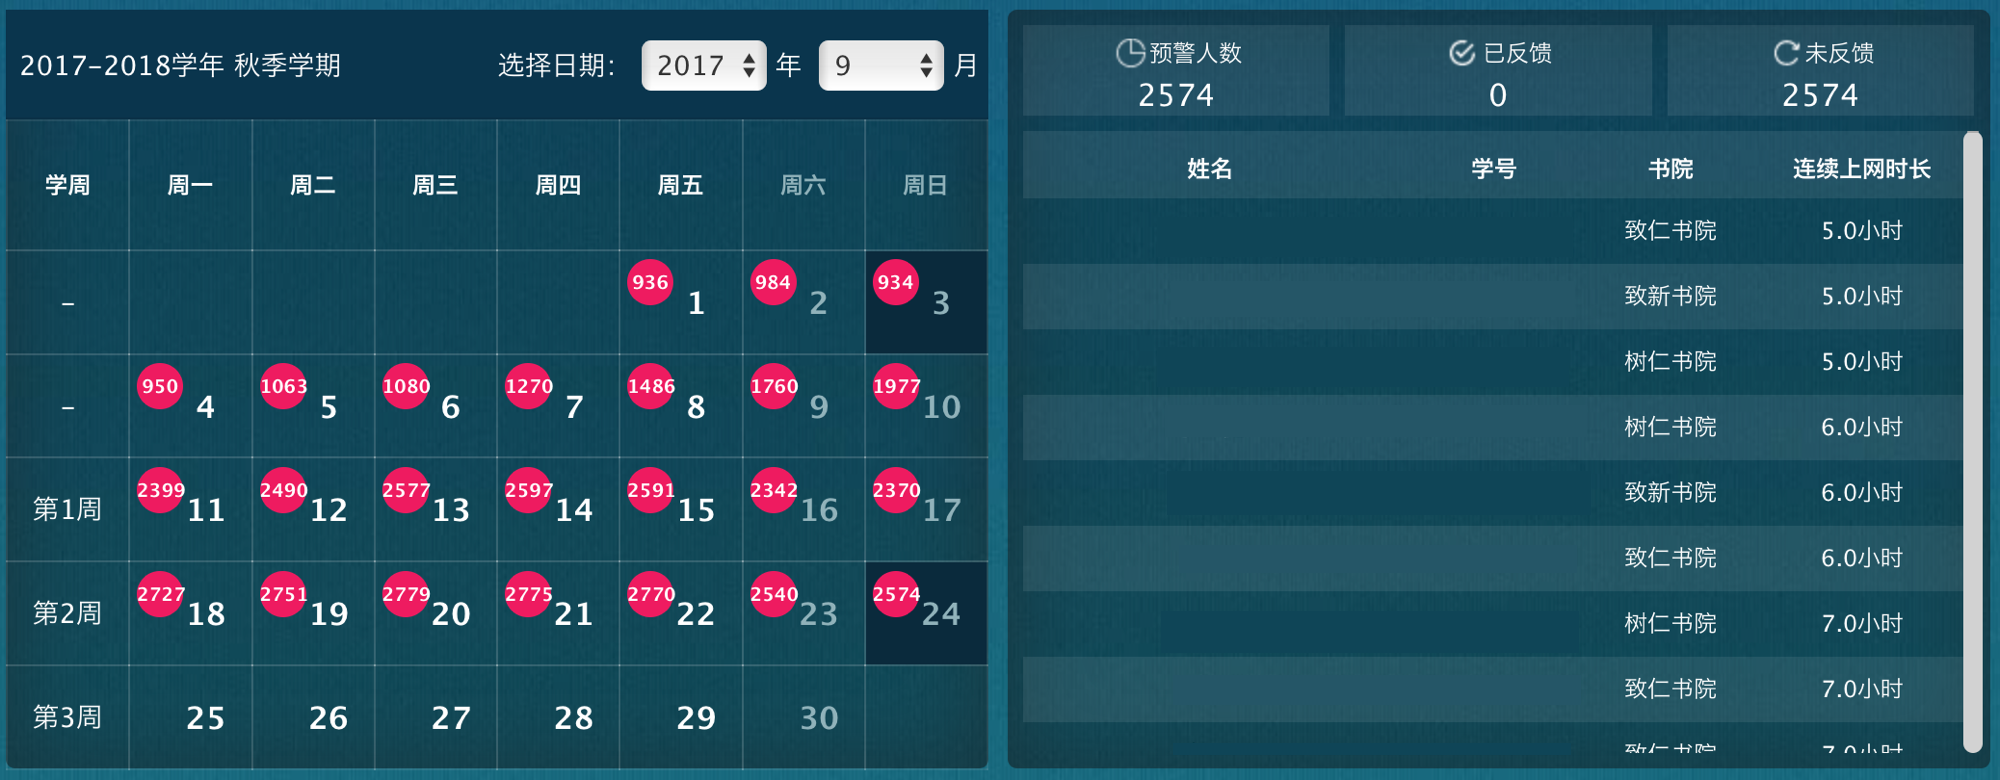 2017-2018学年 秋季学期 选择日期： 2017 年 9 月
学周 周一 周二 周三 周四 周五 周六 周日
– 936 1 984 2 934 3
– 950 4 1063 5 1080 6 1270 7 1486 8 1760 9 1977 10
第1周 2399 11 2490 12 2577 13 2597 14 2591 15 2342 16 2370 17
第2周 2727 18 2751 19 2779 20 2775 21 2770 22 2540 23 2574 24
第3周 25 26 27 28 29 30
预警人数 已反馈 未反馈
2574 0 2574
姓名 学号 书院 连续上网时长
致仁书院 5.0小时
致新书院 5.0小时
树仁书院 5.0小时
树仁书院 6.0小时
致新书院 6.0小时
致仁书院 6.0小时
树仁书院 7.0小时
致仁书院 7.0小时
致仁书院 7.0小时